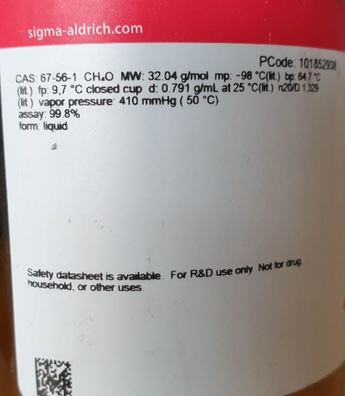 sigma-aldrich.com
PCode: 101852938
CAS: 67-56-1 CH₄O MW: 32.04 g/mol mp: -98 °C(lit.) bp: 64.7 °C
(lit.) fp: 9,7 °C closed cup d: 0.791 g/mL at 25 °C(lit.) n20/D 1.329
(lit.) vapor pressure: 410 mmHg ( 50 °C)
assay: 99.8%
form: liquid
Safety datasheet is available. For R&D use only. Not for drug,
household, or other uses.